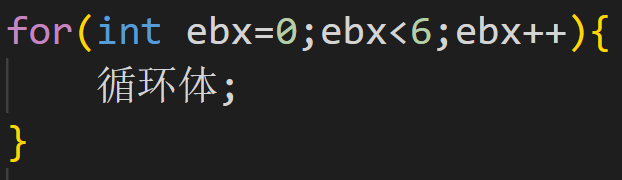 for(int ebx=0;ebx<6;ebx++){
循环体;
}